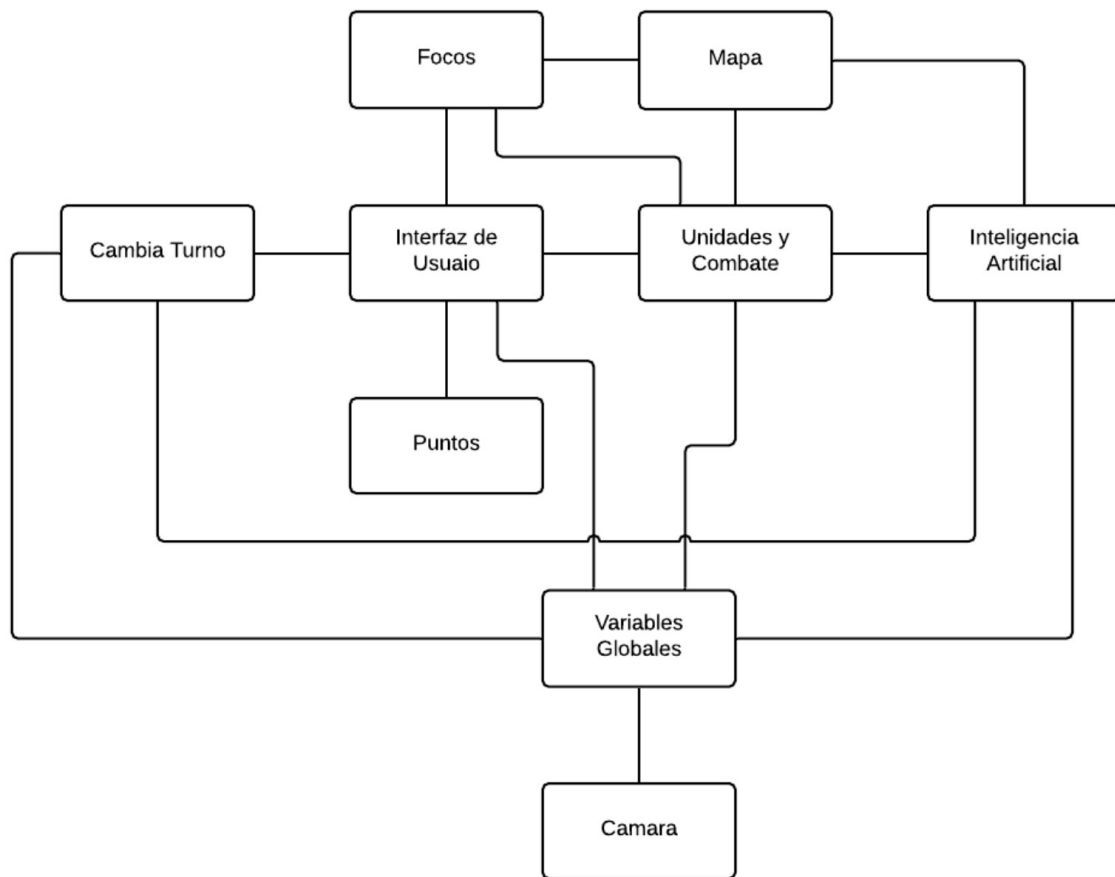 Focos
Mapa
Cambia Turno
Interfaz de
Usuaio
Unidades y
Combate
Inteligencia
Artificial
Puntos
Variables
Globales
Camara